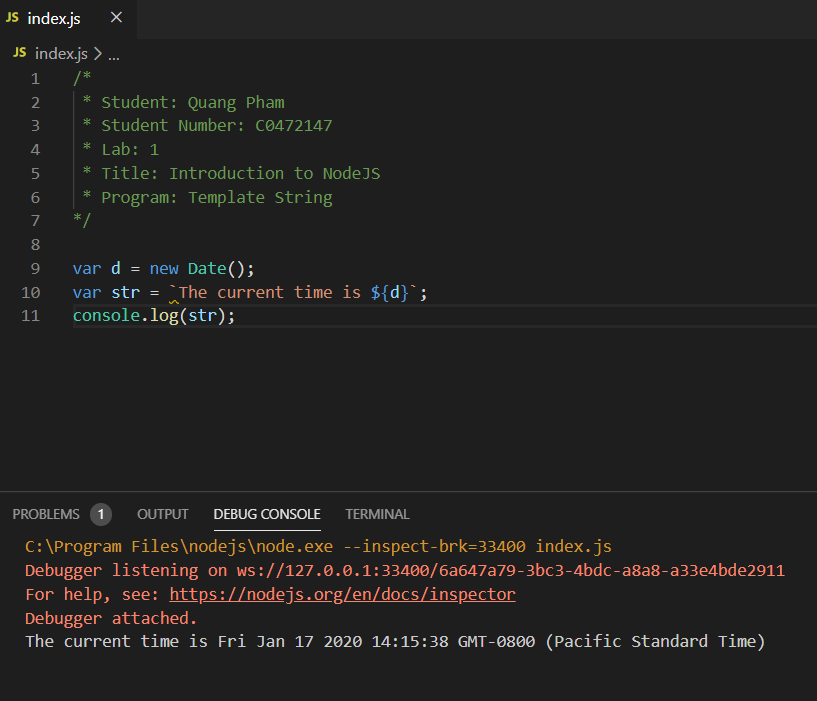 JS index.js ×
JS index.js > ...
1 /*
2  * Student: Quang Pham
3  * Student Number: C0472147
4  * Lab: 1
5  * Title: Introduction to NodeJS
6  * Program: Template String
7 */
8
9 var d = new Date();
10 var str = `The current time is ${d}`;
11 console.log(str);
PROBLEMS 1 OUTPUT DEBUG CONSOLE TERMINAL
C:\Program Files\nodejs\node.exe --inspect-brk=33400 index.js
Debugger listening on ws://127.0.0.1:33400/6a647a79-3bc3-4bdc-a8a8-a33e4bde2911
For help, see: https://nodejs.org/en/docs/inspector
Debugger attached.
The current time is Fri Jan 17 2020 14:15:38 GMT-0800 (Pacific Standard Time)